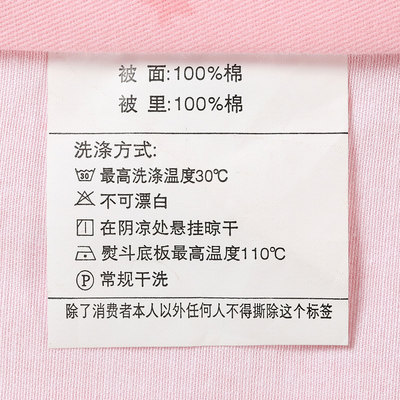 被 面:100%棉
被 里:100%棉
洗涤方式:
30 最高洗涤温度30℃
不可漂白
在阴凉处悬挂晾干
熨斗底板最高温度110℃
P 常规干洗
除了消费者本人以外任何人不得撕除这个标签